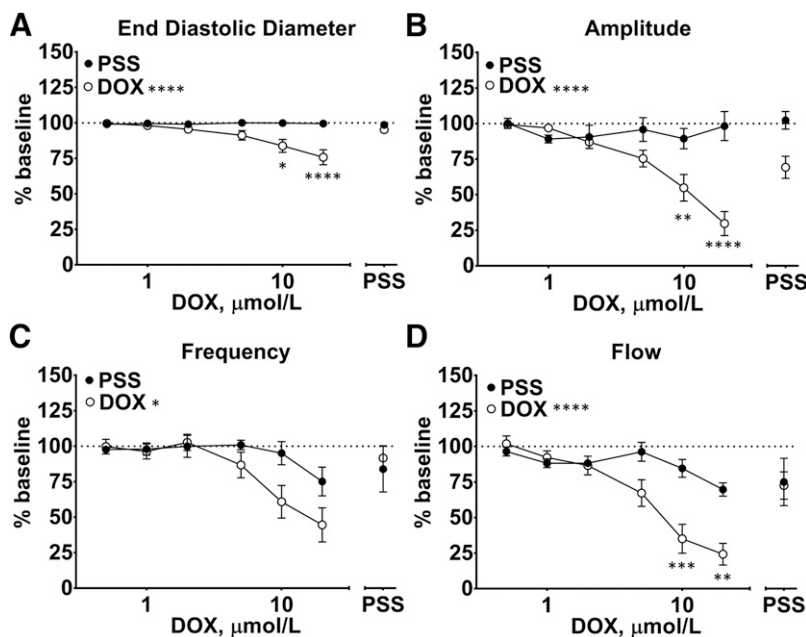 A
End Diastolic Diameter
150
125
100
75
50
25
0
% baseline
PSS
DOX ****
*
****
1
10
PSS
DOX, μmol/L
B
Amplitude
150
125
100
75
50
25
0
% baseline
PSS
DOX ****
**
****
1
10
PSS
DOX, μmol/L
C
Frequency
150
125
100
75
50
25
0
% baseline
PSS
DOX *
1
10
PSS
DOX, μmol/L
D
Flow
150
125
100
75
50
25
0
% baseline
PSS
DOX ****
***
**
1
10
PSS
DOX, μmol/L